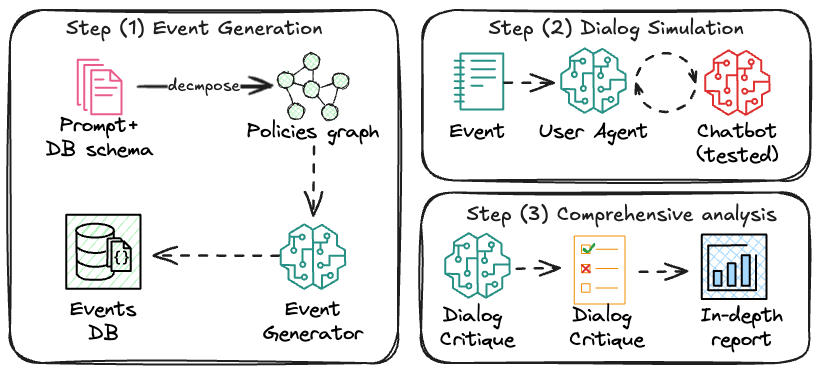 Step (1) Event Generation
decmpose
Prompt+
DB schema
Policies graph
Events
DB
Event
Generator
Step (2) Dialog Simulation
Event
User Agent
Chatbot
(tested)
Step (3) Comprehensive analysis
Dialog
Critique
Dialog
Critique
In-depth
report